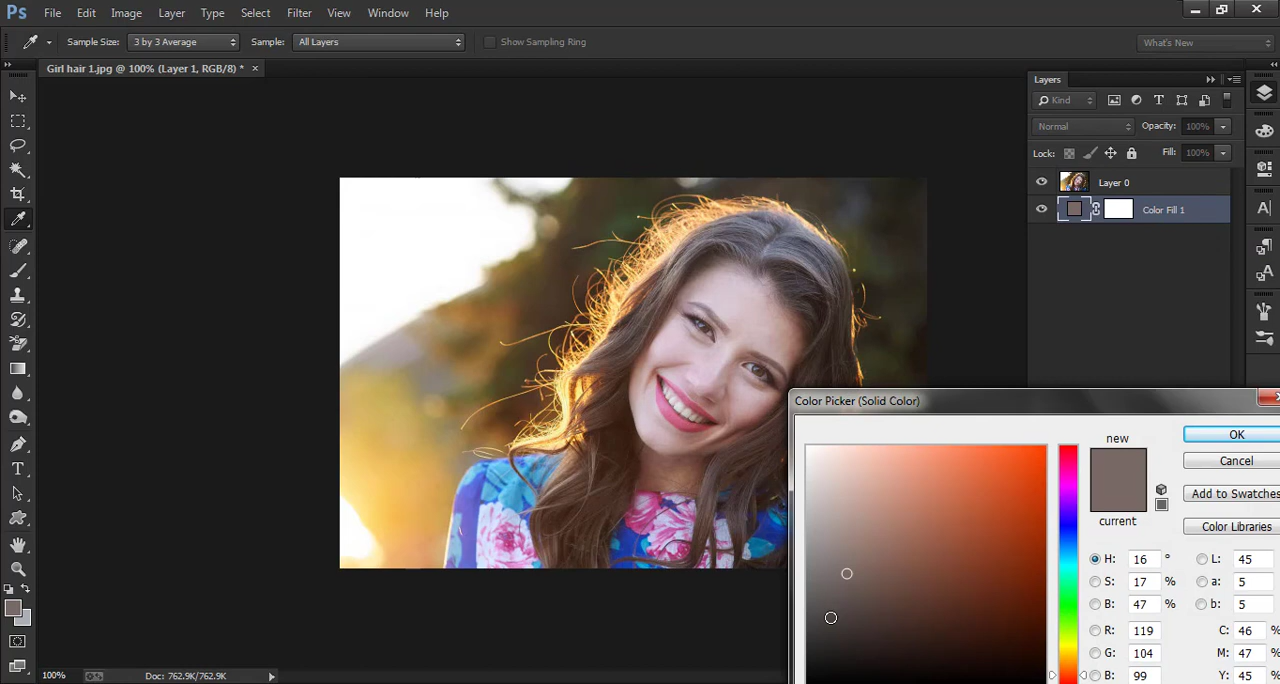 Ps File Edit Image Layer Type Select Filter View Window Help
Sample Size: 3 by 3 Average Sample: All Layers Show Sampling Ring What's New
Girl hair 1.jpg @ 100% (Layer 1, RGB/8) * ×
Layers
Kind
Normal Opacity: 100%
Lock: Fill: 100%
Layer 0
Color Fill 1
Color Picker (Solid Color)
new
OK
Cancel
Add to Swatches
current
Color Libraries
H: 16 ° L: 45
S: 17 % a: 5
B: 47 % b: 5
R: 119 C: 46 %
G: 104 M: 47 %
B: 99 Y: 45 %
100% Doc: 762.9K/762.9K